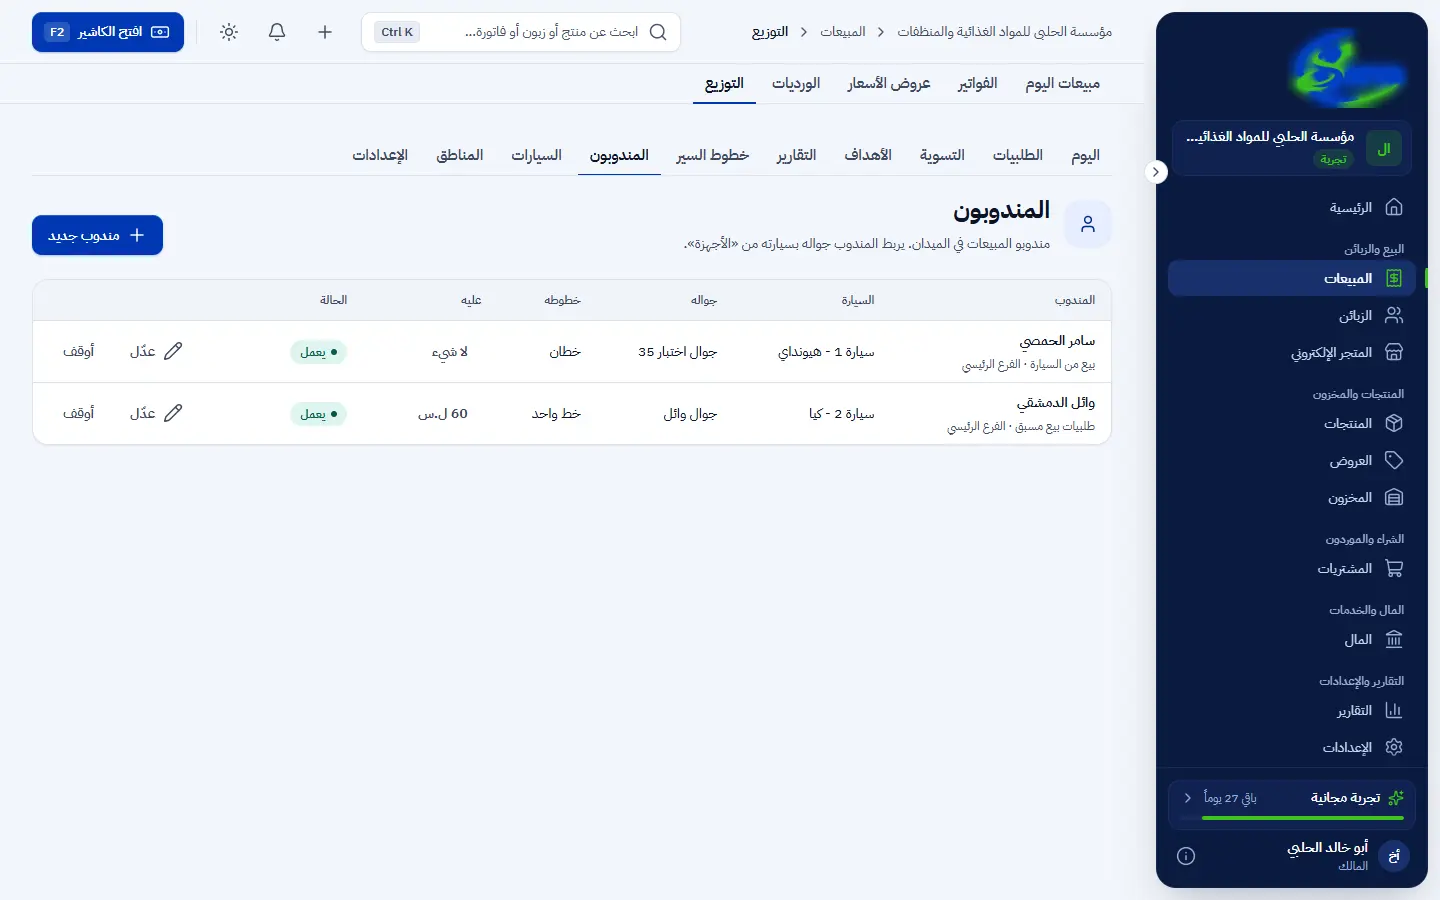 مؤسسة الحلبي للمواد الغذائي...
ال
تجربة
الرئيسية
البيع والزبائن
المبيعات
الزبائن
المتجر الإلكتروني
المنتجات والمخزون
المنتجات
العروض
المخزون
الشراء والموردون
المشتريات
المال والخدمات
المال
التقارير والإعدادات
التقارير
الإعدادات
تجربة مجانية
باقي 27 يوماً
أبو خالد الحلبي
أخ
المالك
مؤسسة الحلبي للمواد الغذائية والمنظفات
المبيعات
التوزيع
ابحث عن منتج أو زبون أو فاتورة...
Ctrl K
افتح الكاشير F2
مبيعات اليوم
الفواتير
عروض الأسعار
الورديات
التوزيع
اليوم
الطلبيات
التسوية
الأهداف
التقارير
خطوط السير
المندوبون
السيارات
المناطق
الإعدادات
المندوبون
مندوبو المبيعات في الميدان. يربط المندوب جواله بسيارته من «الأجهزة».
مندوب جديد
المندوب السيارة جواله خطوطه عليه الحالة
سامر الحمصي
بيع من السيارة · الفرع الرئيسي
سيارة 1 - هيونداي
جوال اختبار 35
خطان
لا شيء
يعمل
عدّل
أوقف
وائل الدمشقي
طلبيات بيع مسبق · الفرع الرئيسي
سيارة 2 - كيا
جوال وائل
خط واحد
60 ل.س
يعمل
عدّل
أوقف